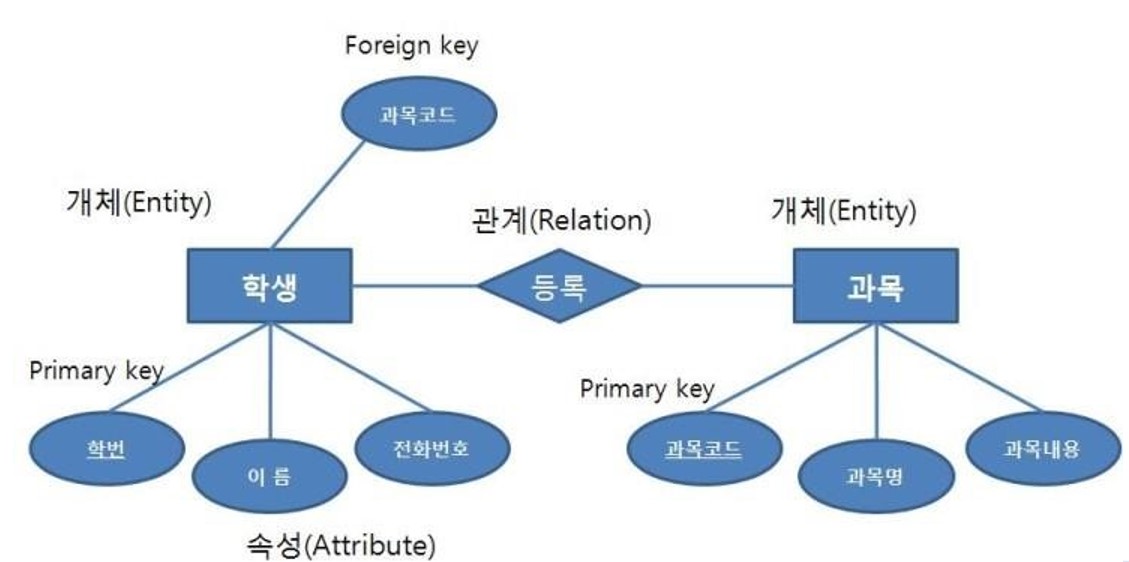 Foreign key
과목코드
개체(Entity)
관계(Relation)
개체(Entity)
학생
등록
과목
Primary key
Primary key
학번
이 름
전화번호
과목코드
과목명
과목내용
속성(Attribute)